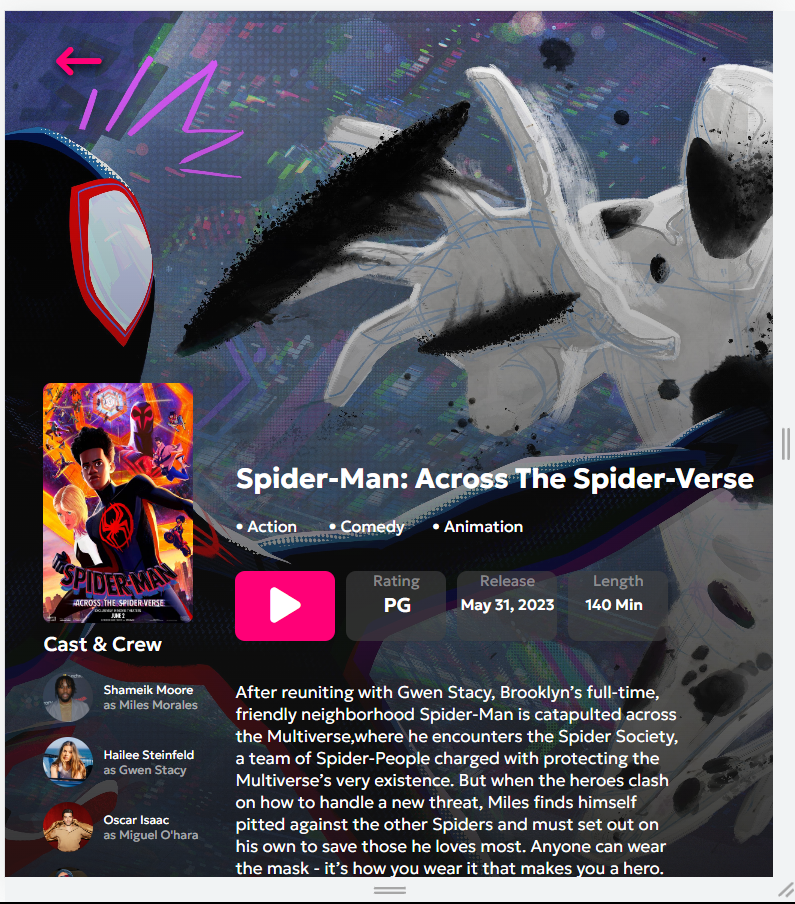 Spider-Man: Across The Spider-Verse
• Action • Comedy • Animation
Rating Release Length
PG May 31, 2023 140 Min
SPIDER-MAN
ACROSS THE SPIDER-VERSE
JUNE 2
Cast & Crew
Shameik Moore
as Miles Morales
Hailee Steinfeld
as Gwen Stacy
Oscar Isaac
as Miguel O'hara
After reuniting with Gwen Stacy, Brooklyn’s full-time,
friendly neighborhood Spider-Man is catapulted across
the Multiverse,where he encounters the Spider Society,
a team of Spider-People charged with protecting the
Multiverse’s very existence. But when the heroes clash
on how to handle a new threat, Miles finds himself
pitted against the other Spiders and must set out on
his own to save those he loves most. Anyone can wear
the mask - it’s how you wear it that makes you a hero.